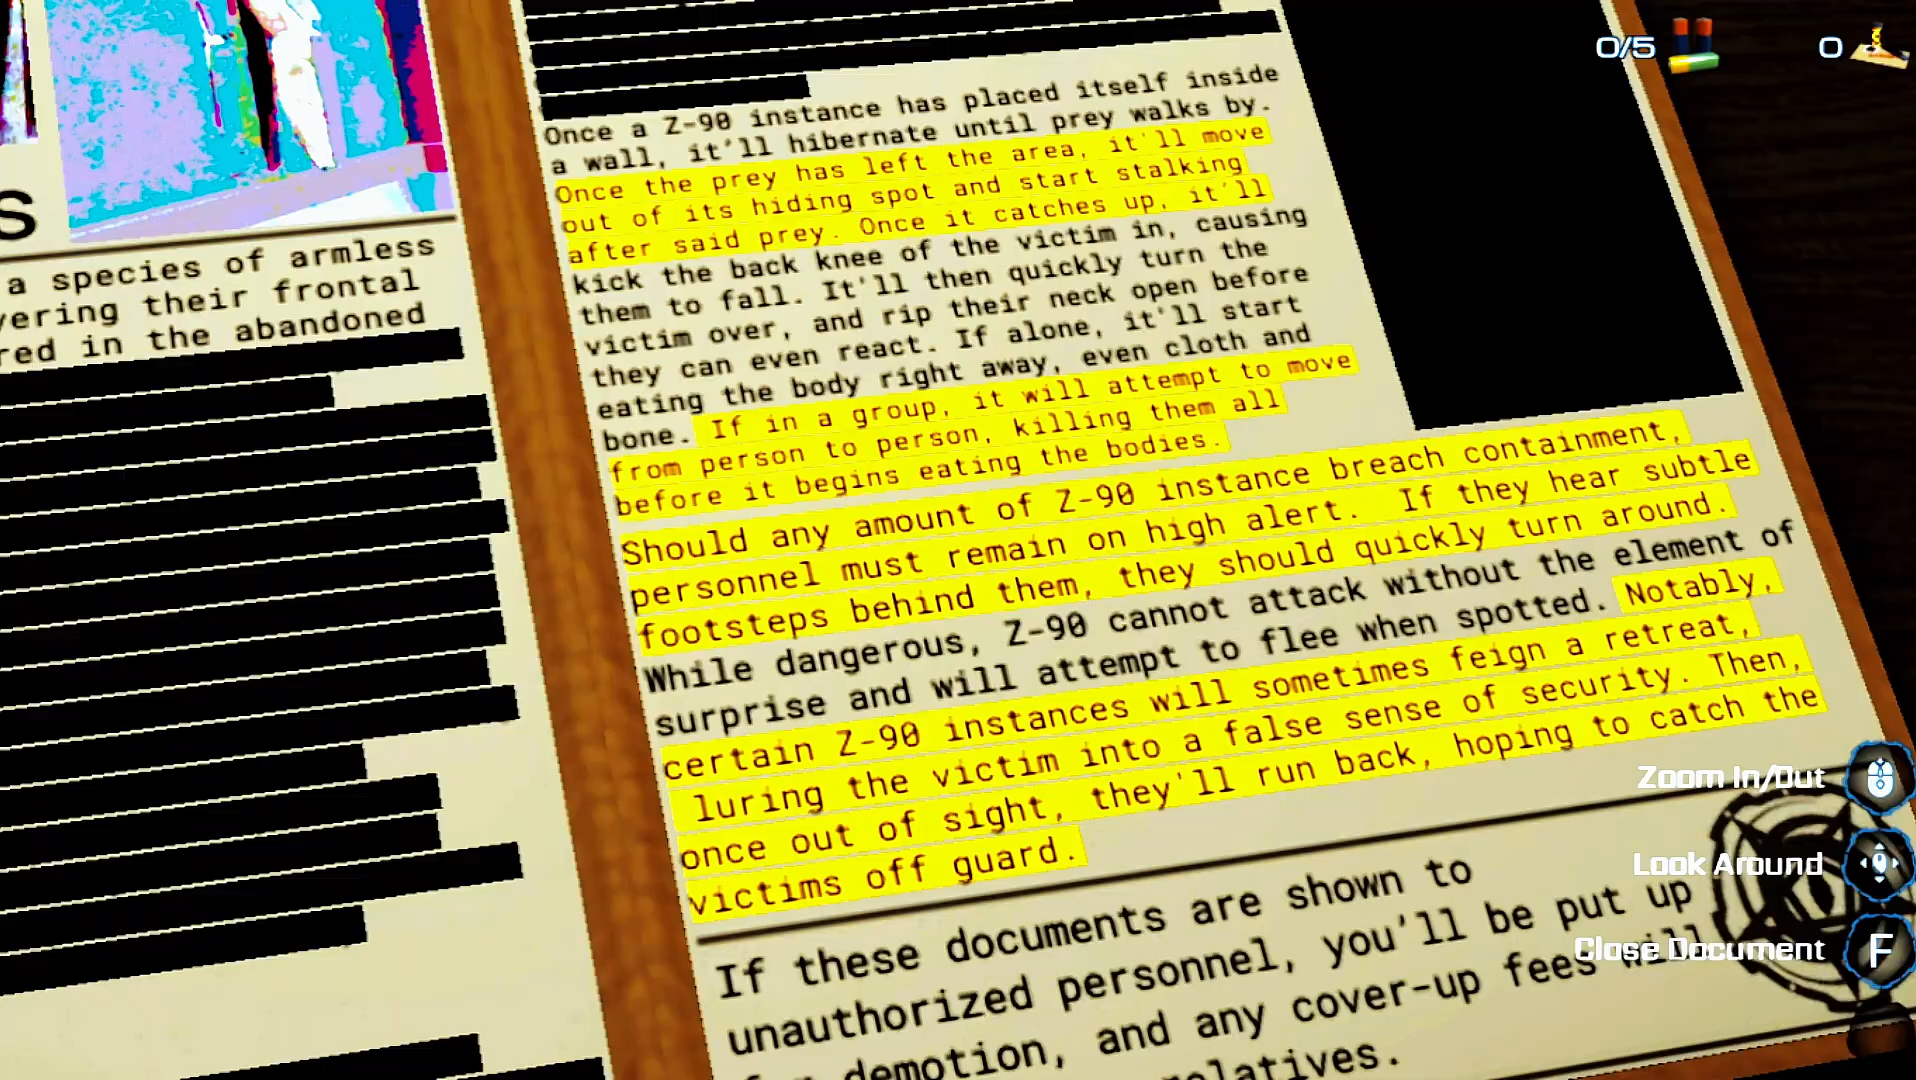 0/5
0
S
a species of armless
vering their frontal
red in the abandoned
Once a Z-90 instance has placed itself inside
a wall, it'll hibernate until prey walks by.
Once the prey has left the area, it'll move
out of its hiding spot and start stalking
after said prey. Once it catches up, it'll
kick the back knee of the victim in, causing
them to fall. It'll then quickly turn the
victim over, and rip their neck open before
they can even react. If alone, it'll start
eating the body right away, even cloth and
bone. If in a group, it will attempt to move
from person to person, killing them all
before it begins eating the bodies.
Should any amount of Z-90 instance breach containment,
personnel must remain on high alert.  If they hear subtle
footsteps behind them, they should quickly turn around.
While dangerous, Z-90 cannot attack without the element of
surprise and will attempt to flee when spotted. Notably,
certain Z-90 instances will sometimes feign a retreat,
luring the victim into a false sense of security. Then,
once out of sight, they'll run back, hoping to catch the
victims off guard.
If these documents are shown to
unauthorized personnel, you'll be put up
for demotion, and any cover-up fees will
relatives.
Zoom In/Out
Look Around
Close Document
F